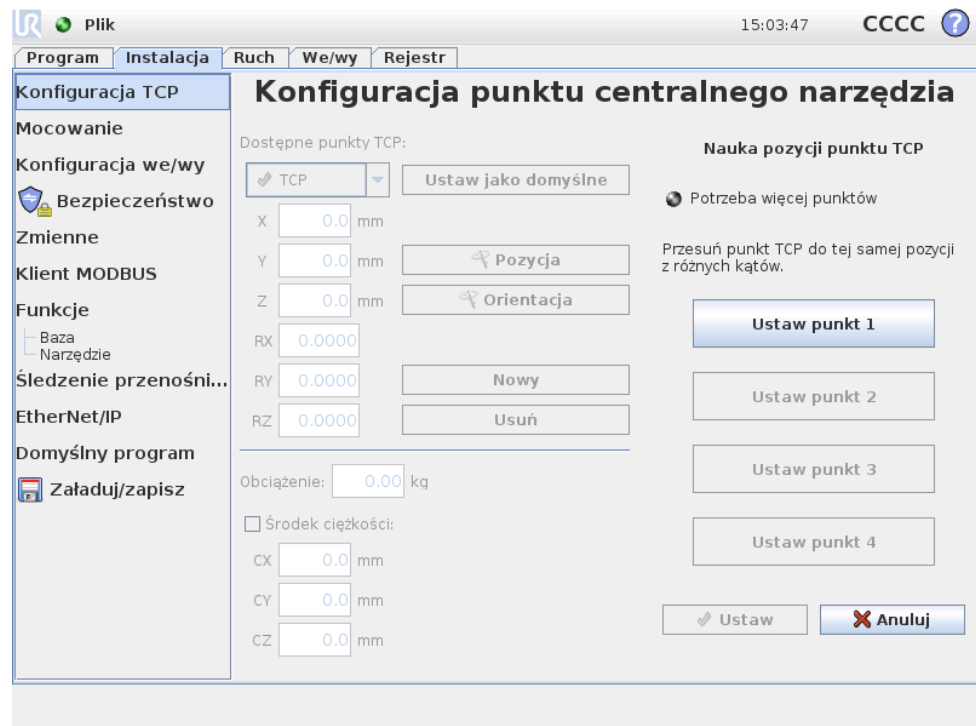 UR Plik 15:03:47 CCCC ?
Program Instalacja Ruch We/wy Rejestr
Konfiguracja TCP
Mocowanie
Konfiguracja we/wy
Bezpieczeństwo
Zmienne
Klient MODBUS
Funkcje
Baza
Narzędzie
Śledzenie przenośni...
EtherNet/IP
Domyślny program
Załaduj/zapisz
Konfiguracja punktu centralnego narzędzia
Dostępne punkty TCP:
TCP Ustaw jako domyślne
X 0.0 mm
Y 0.0 mm Pozycja
Z 0.0 mm Orientacja
RX 0.0000
RY 0.0000 Nowy
RZ 0.0000 Usuń
Obciążenie: 0.00 kg
Środek ciężkości:
CX 0.0 mm
CY 0.0 mm
CZ 0.0 mm
Nauka pozycji punktu TCP
Potrzeba więcej punktów
Przesuń punkt TCP do tej samej pozycji
z różnych kątów.
Ustaw punkt 1
Ustaw punkt 2
Ustaw punkt 3
Ustaw punkt 4
Ustaw Anuluj